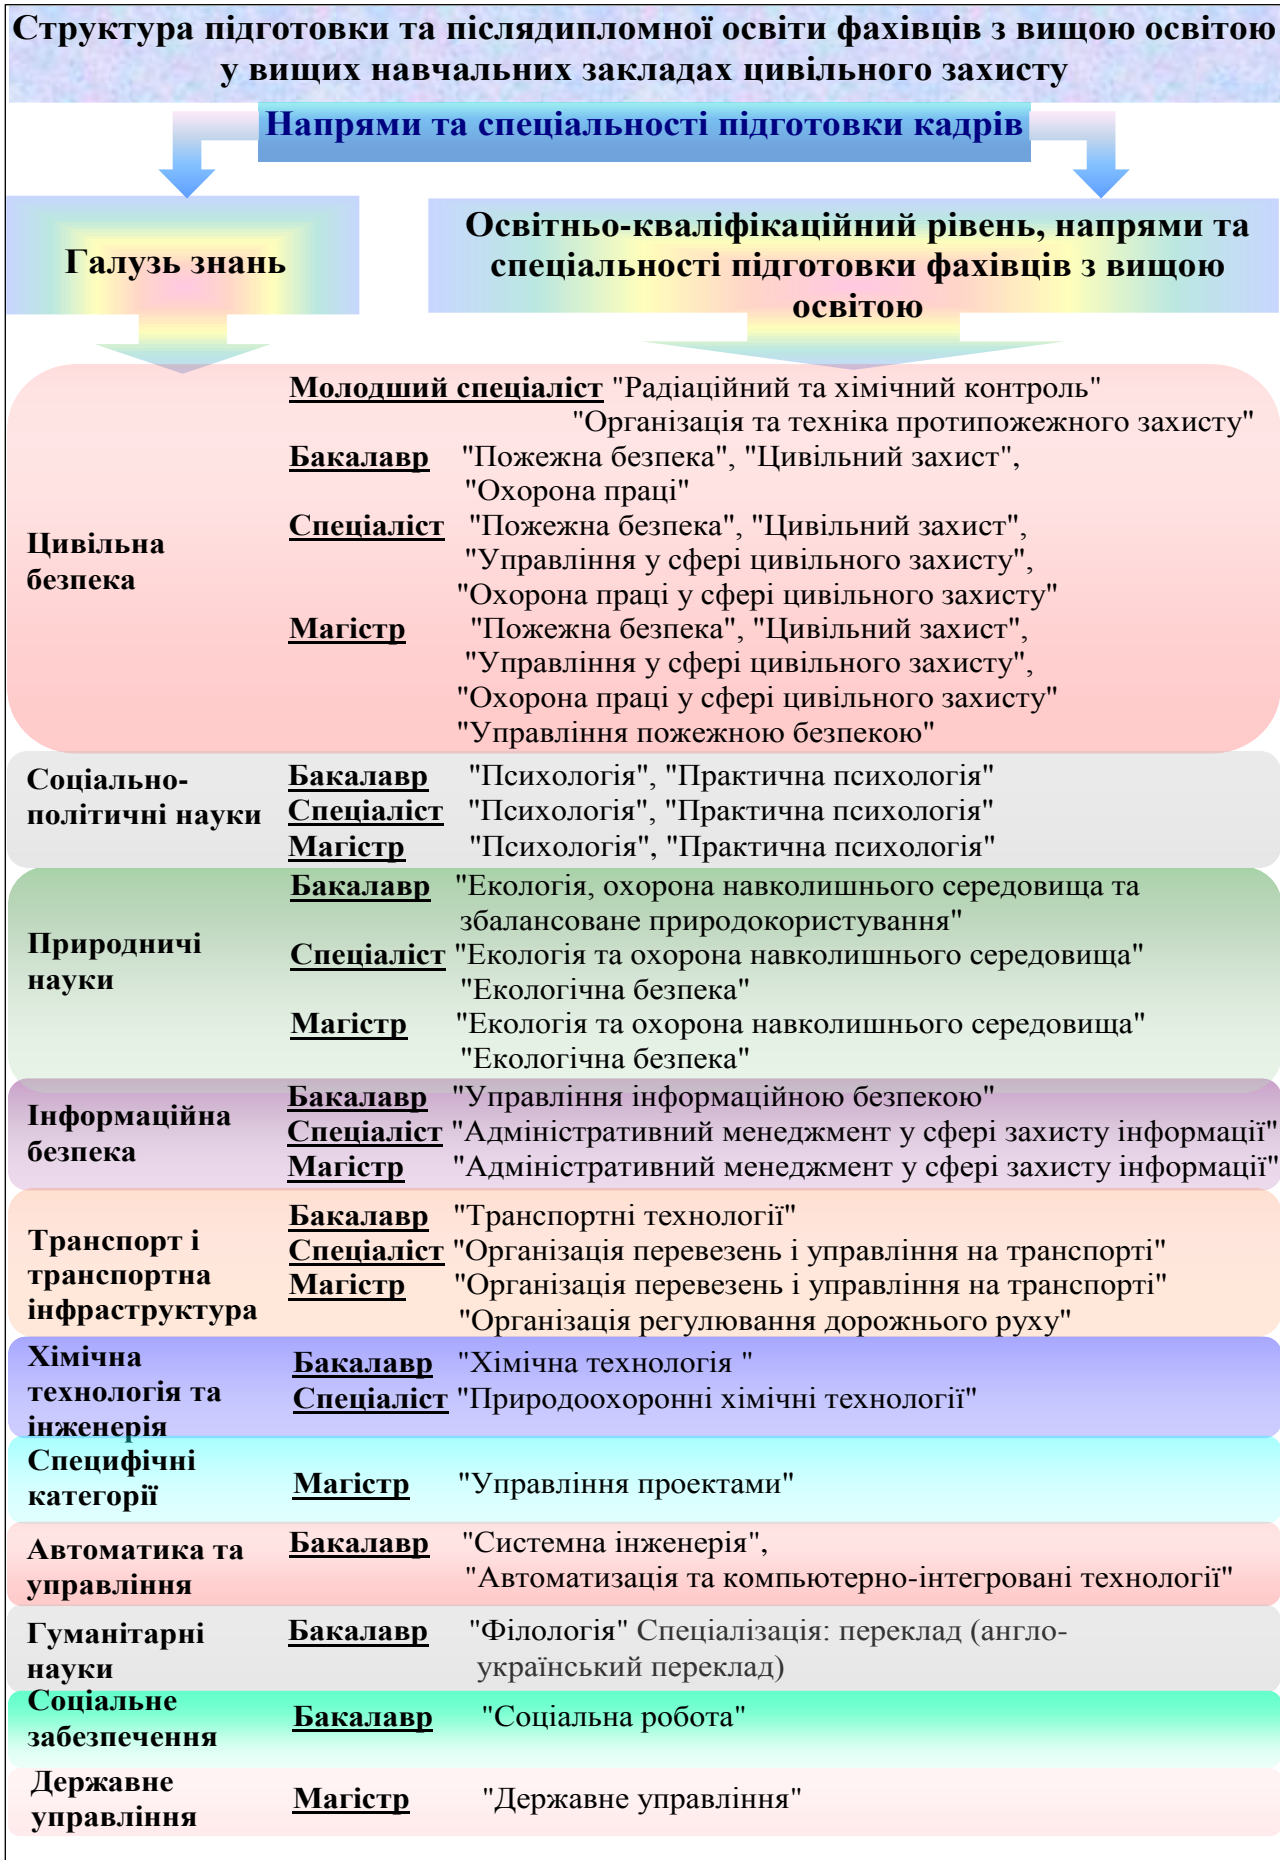 Структура підготовки та післядипломної освіти фахівців з вищою освітою
у вищих навчальних закладах цивільного захисту
Напрями та спеціальності підготовки кадрів
Галузь знань
Освітньо-кваліфікаційний рівень, напрями та
спеціальності підготовки фахівців з вищою
освітою
Цивільна
безпека
Молодший спеціаліст "Радіаційний та хімічний контроль"
"Організація та техніка протипожежного захисту"
Бакалавр "Пожежна безпека", "Цивільний захист",
"Охорона праці"
Спеціаліст "Пожежна безпека", "Цивільний захист",
"Управління у сфері цивільного захисту",
"Охорона праці у сфері цивільного захисту"
Магістр "Пожежна безпека", "Цивільний захист",
"Управління у сфері цивільного захисту",
"Охорона праці у сфері цивільного захисту"
"Управління пожежною безпекою"
Соціально-
політичні науки
Бакалавр "Психологія", "Практична психологія"
Спеціаліст "Психологія", "Практична психологія"
Магістр "Психологія", "Практична психологія"
Природничі
науки
Бакалавр "Екологія, охорона навколишнього середовища та
збалансоване природокористування"
Спеціаліст "Екологія та охорона навколишнього середовища"
"Екологічна безпека"
Магістр "Екологія та охорона навколишнього середовища"
"Екологічна безпека"
Інформаційна
безпека
Бакалавр "Управління інформаційною безпекою"
Спеціаліст "Адміністративний менеджмент у сфері захисту інформації"
Магістр "Адміністративний менеджмент у сфері захисту інформації"
Транспорт і
транспортна
інфраструктура
Бакалавр "Транспортні технології"
Спеціаліст "Організація перевезень і управління на транспорті"
Магістр "Організація перевезень і управління на транспорті"
"Організація регулювання дорожнього руху"
Хімічна
технологія та
інженерія
Бакалавр "Хімічна технологія "
Спеціаліст "Природоохоронні хімічні технології"
Специфічні
категорії
Магістр "Управління проектами"
Автоматика та
управління
Бакалавр "Системна інженерія",
"Автоматизація та компьютерно-інтегровані технології"
Гуманітарні
науки
Бакалавр "Філологія" Спеціалізація: переклад (англо-
український переклад)
Соціальне
забезпечення
Бакалавр "Соціальна робота"
Державне
управління
Магістр "Державне управління"